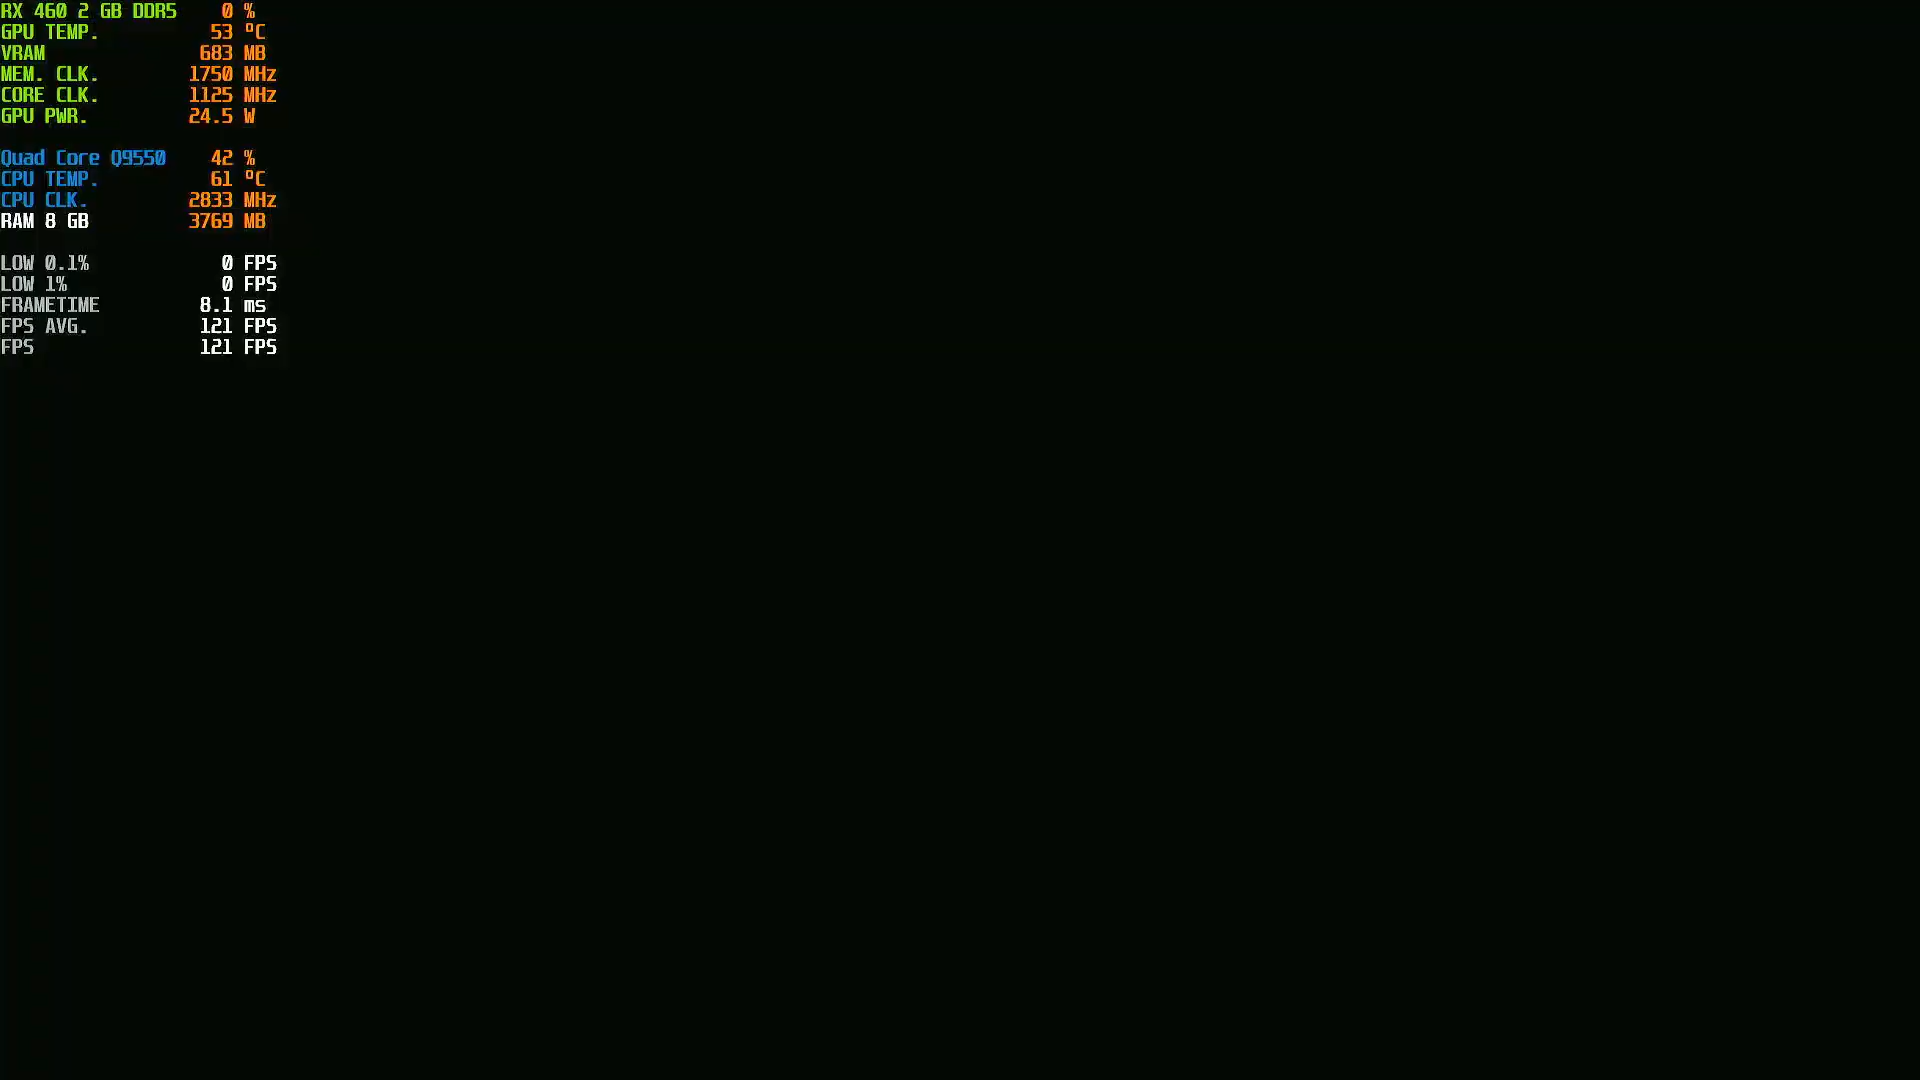 RX 460 2 GB DDR5 0 %
GPU TEMP. 53 °C
VRAM 683 MB
MEM. CLK. 1750 MHz
CORE CLK. 1125 MHz
GPU PWR. 24.5 W
Quad Core Q9550 42 %
CPU TEMP. 61 °C
CPU CLK. 2833 MHz
RAM 8 GB 3769 MB
LOW 0.1% 0 FPS
LOW 1% 0 FPS
FRAMETIME 8.1 ms
FPS AVG. 121 FPS
FPS 121 FPS